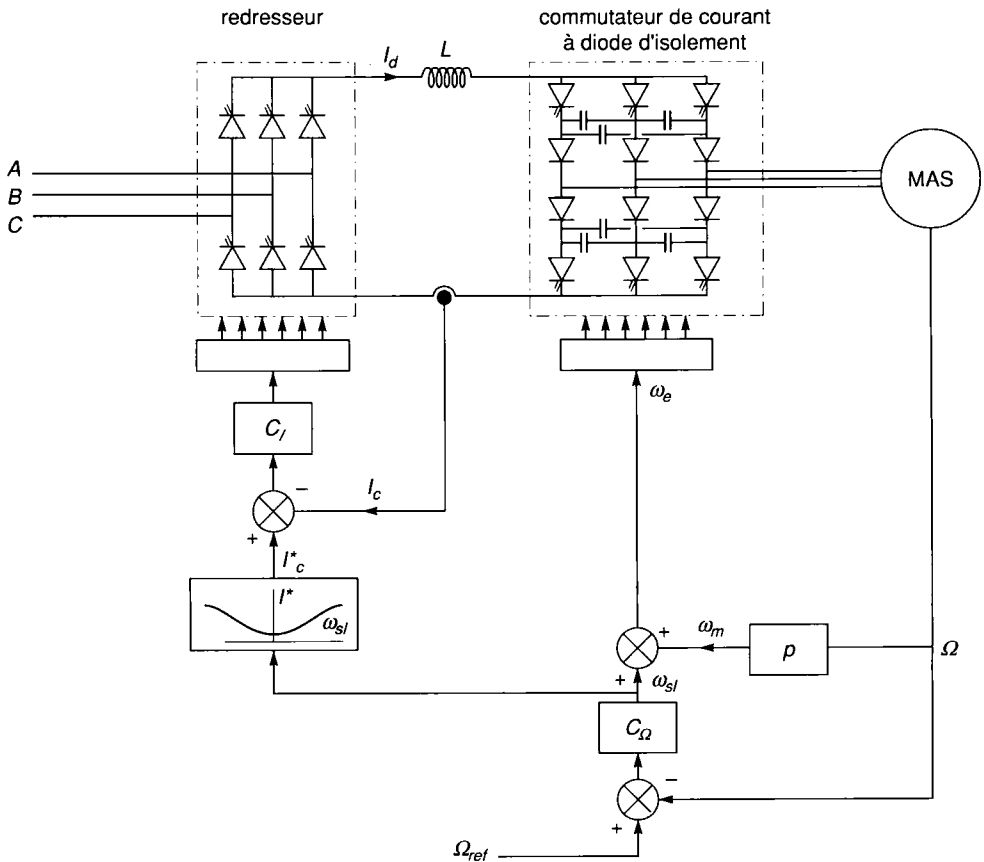 redresseur
commutateur de courant
à diode d'isolement
I_d
L
A
B
C
MAS
ω_e
C_I
−
I_c
+
I*_c
I*
ω_sl
+
ω_m
p
Ω
+
ω_sl
C_Ω
−
+
Ω_ref